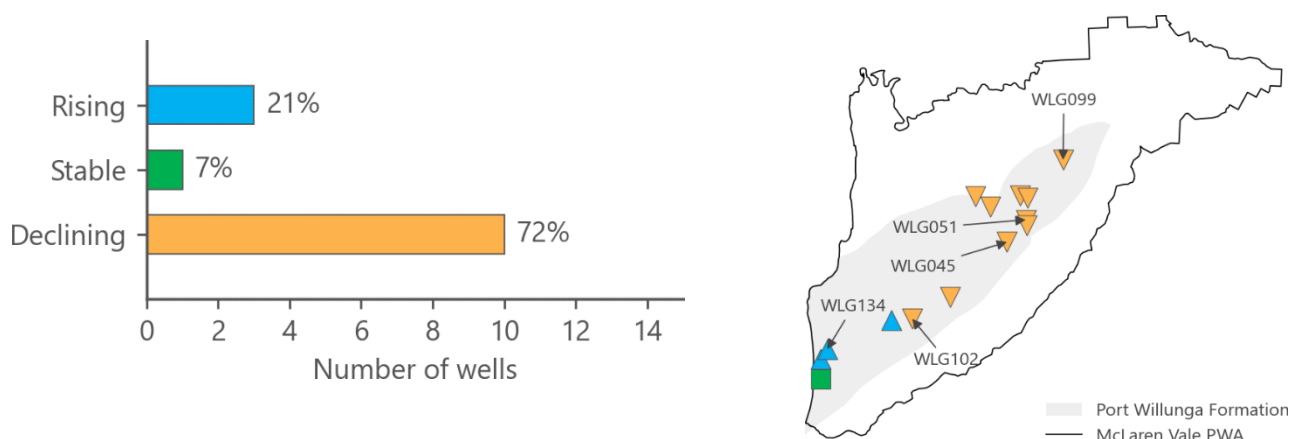 Rising
21%
Stable
7%
Declining
72%
0 2 4 6 8 10 12 14
Number of wells
WLG099
WLG051
WLG045
WLG134
WLG102
Port Willunga Formation
McLaren Vale PWA